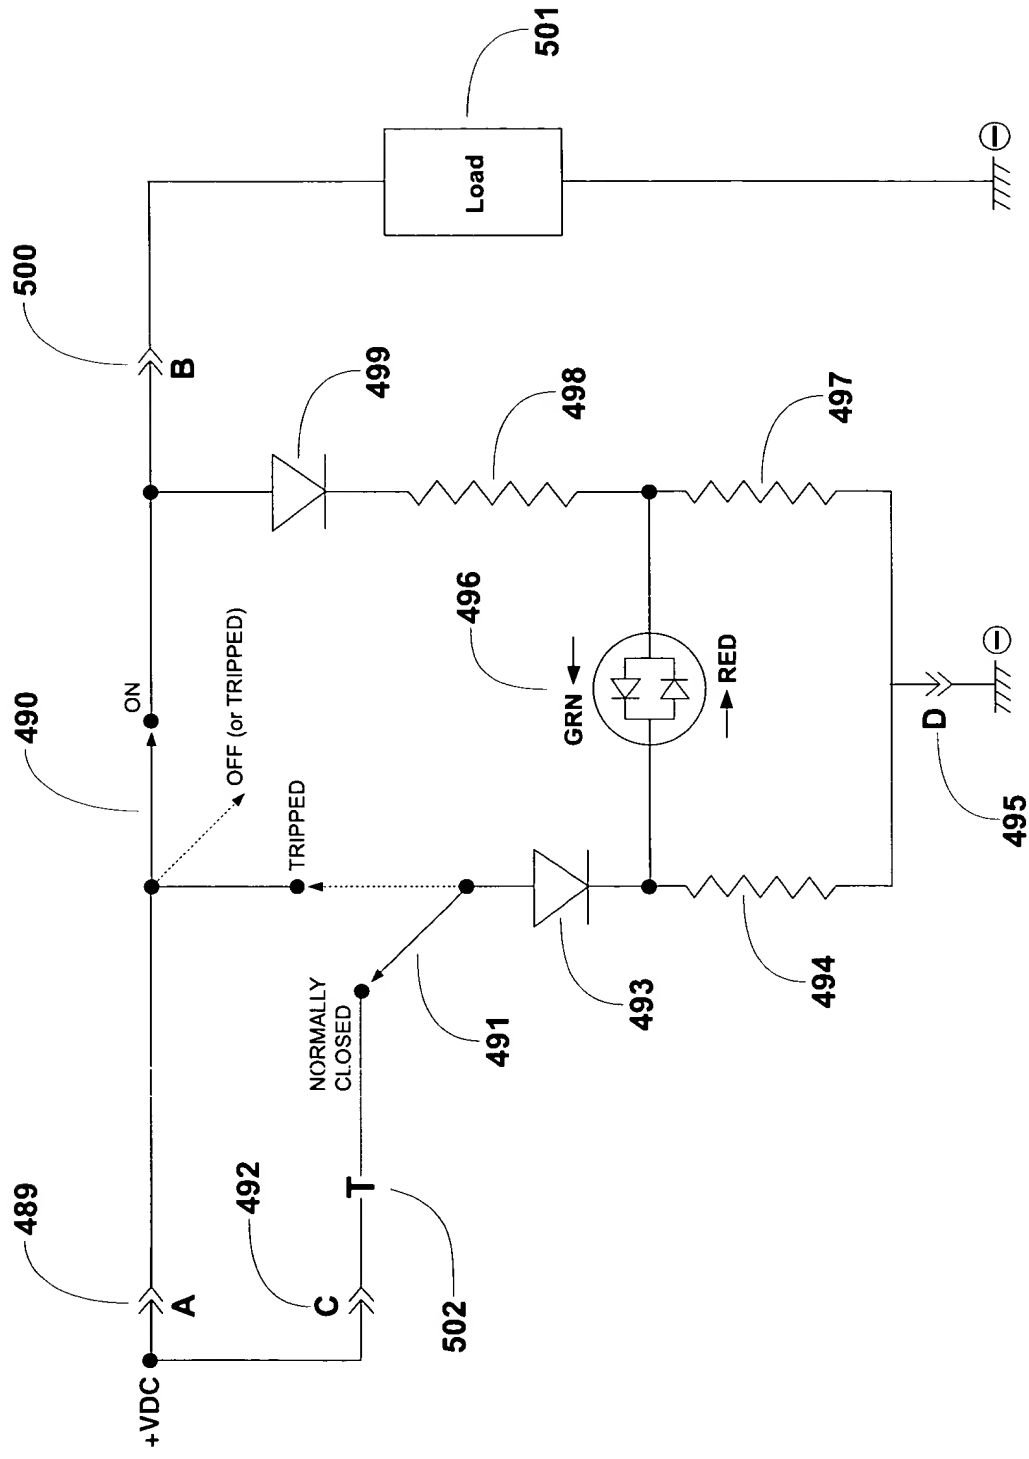 489
490
500
501
+VDC
A
ON
B
OFF (or TRIPPED)
492
TRIPPED
NORMALLY
CLOSED
C
T
499
502
491
496
Load
GRN
498
493
RED
494
497
D
495